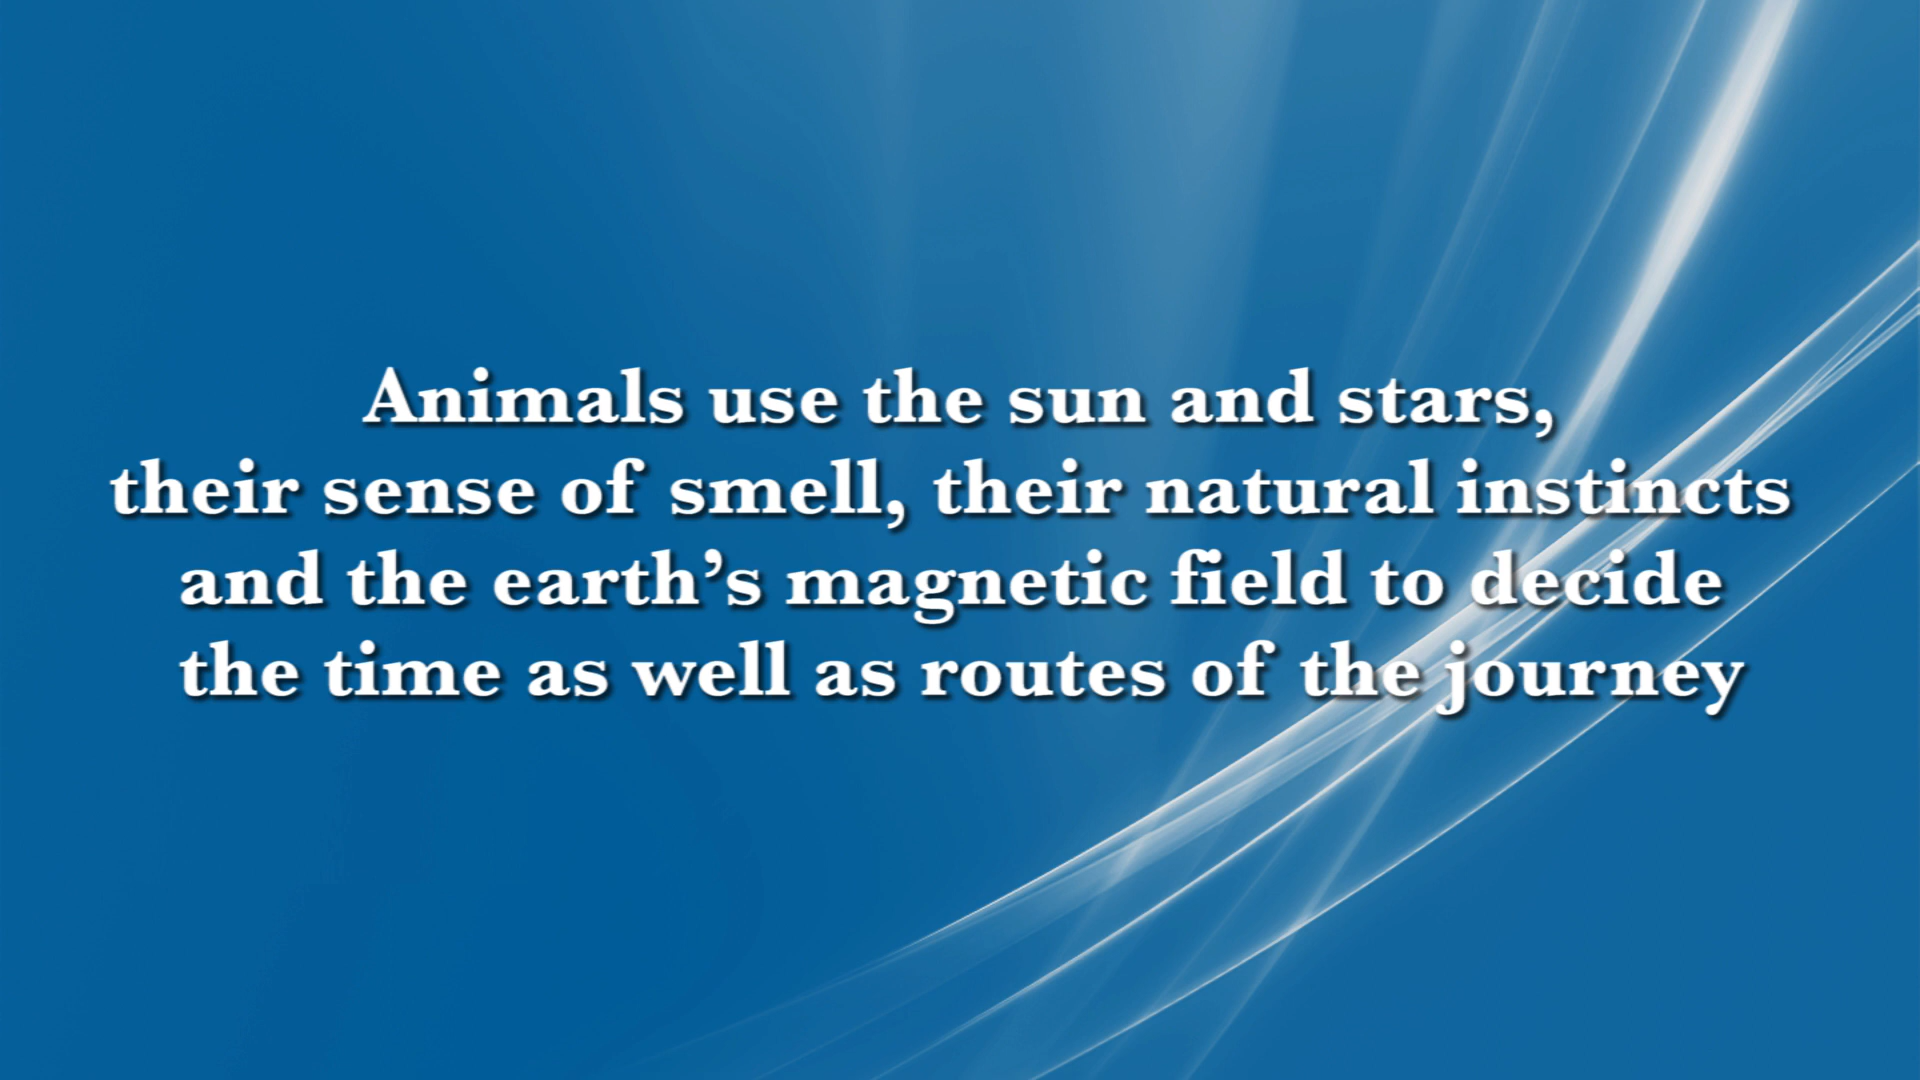 Animals use the sun and stars,
their sense of smell, their natural instincts
and the earth’s magnetic field to decide
the time as well as routes of the journey